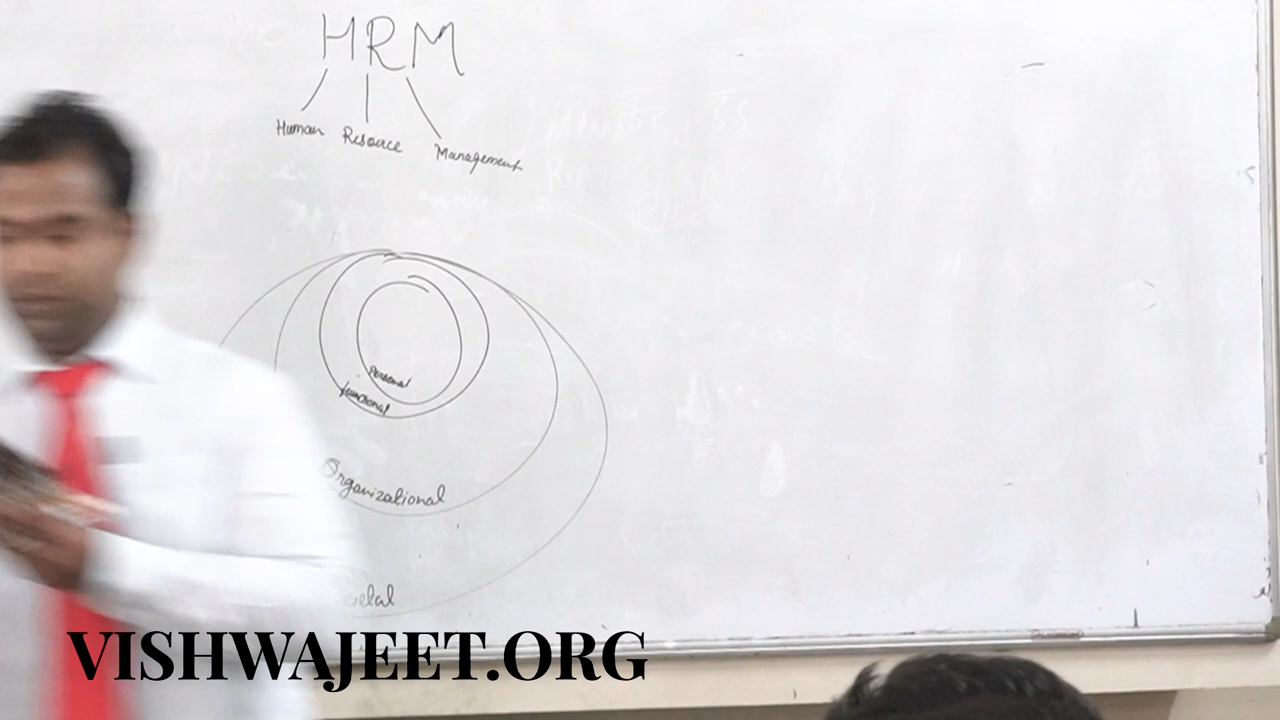 HRM
Human Resource Management
Personal
functional
Organizational
VISHWAJEET.ORG